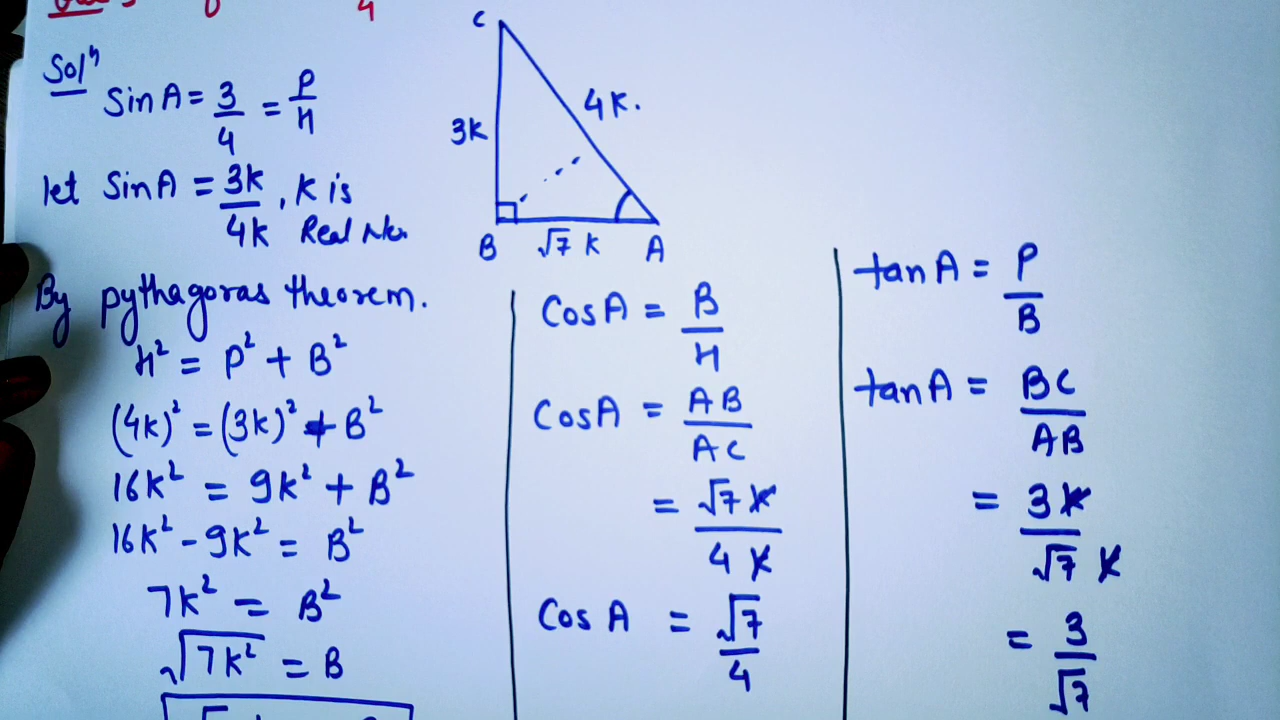 Solⁿ
Sin A = 3/4 = P/H
let Sin A = 3k/4k, k is
Real No.
By pythagoras theorem.
H² = P² + B²
(4k)² = (3k)² + B²
16k² = 9k² + B²
16k² - 9k² = B²
7k² = B²
√7k² = B
C
3k
4k.
B √7 k A
Cos A = B/H
Cos A = AB/AC
= √7 k/4 k
Cos A = √7/4
tan A = P/B
tan A = BC/AB
= 3k/√7 k
= 3/√7